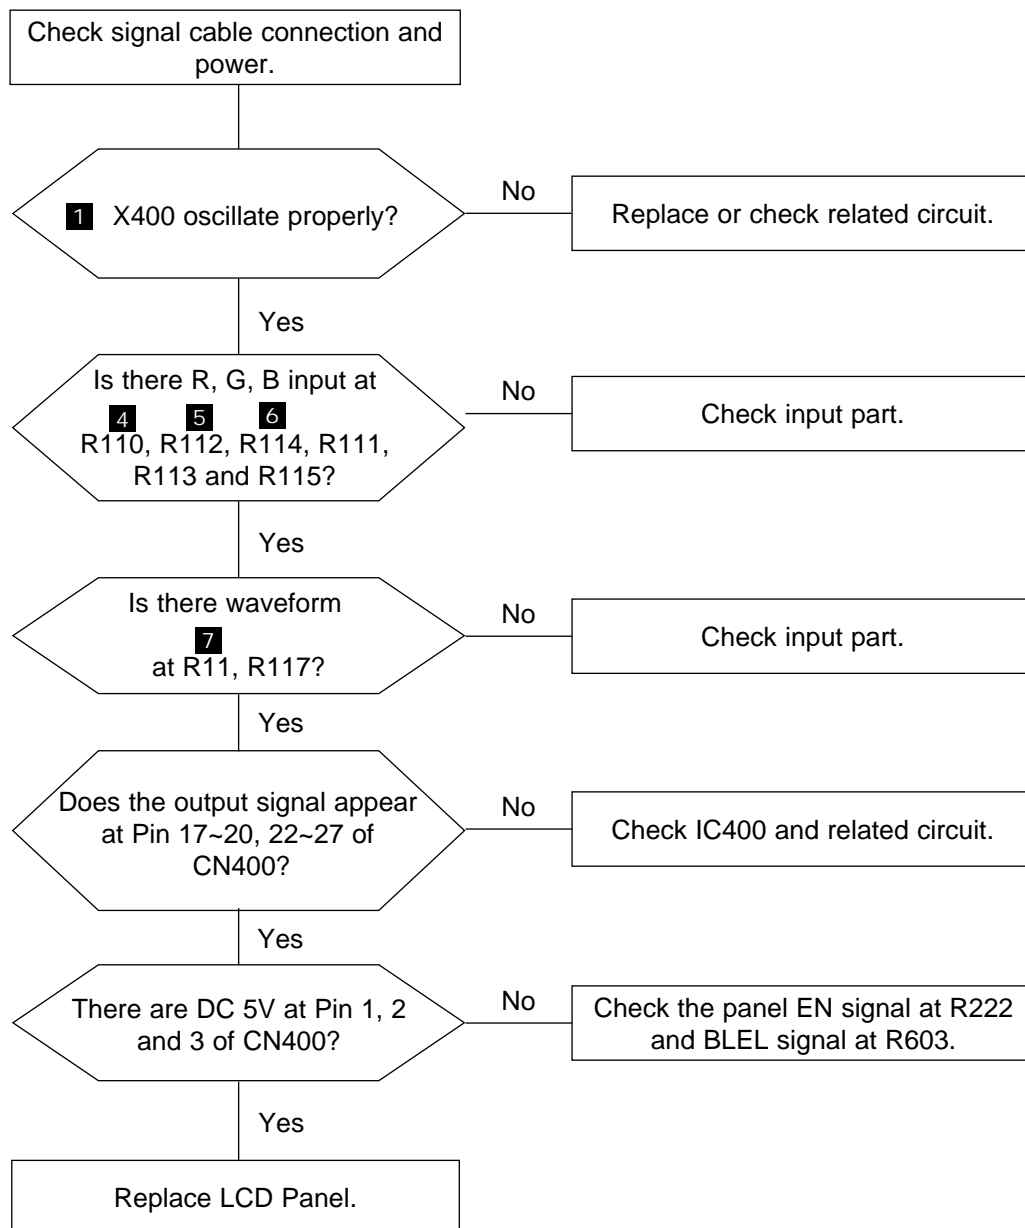 Check signal cable connection and
power.
1 X400 oscillate properly?
No
Replace or check related circuit.
Yes
Is there R, G, B input at
4 5 6
R110, R112, R114, R111,
R113 and R115?
No
Check input part.
Yes
Is there waveform
7
at R11, R117?
No
Check input part.
Yes
Does the output signal appear
at Pin 17~20, 22~27 of
CN400?
No
Check IC400 and related circuit.
Yes
There are DC 5V at Pin 1, 2
and 3 of CN400?
No
Check the panel EN signal at R222
and BLEL signal at R603.
Yes
Replace LCD Panel.